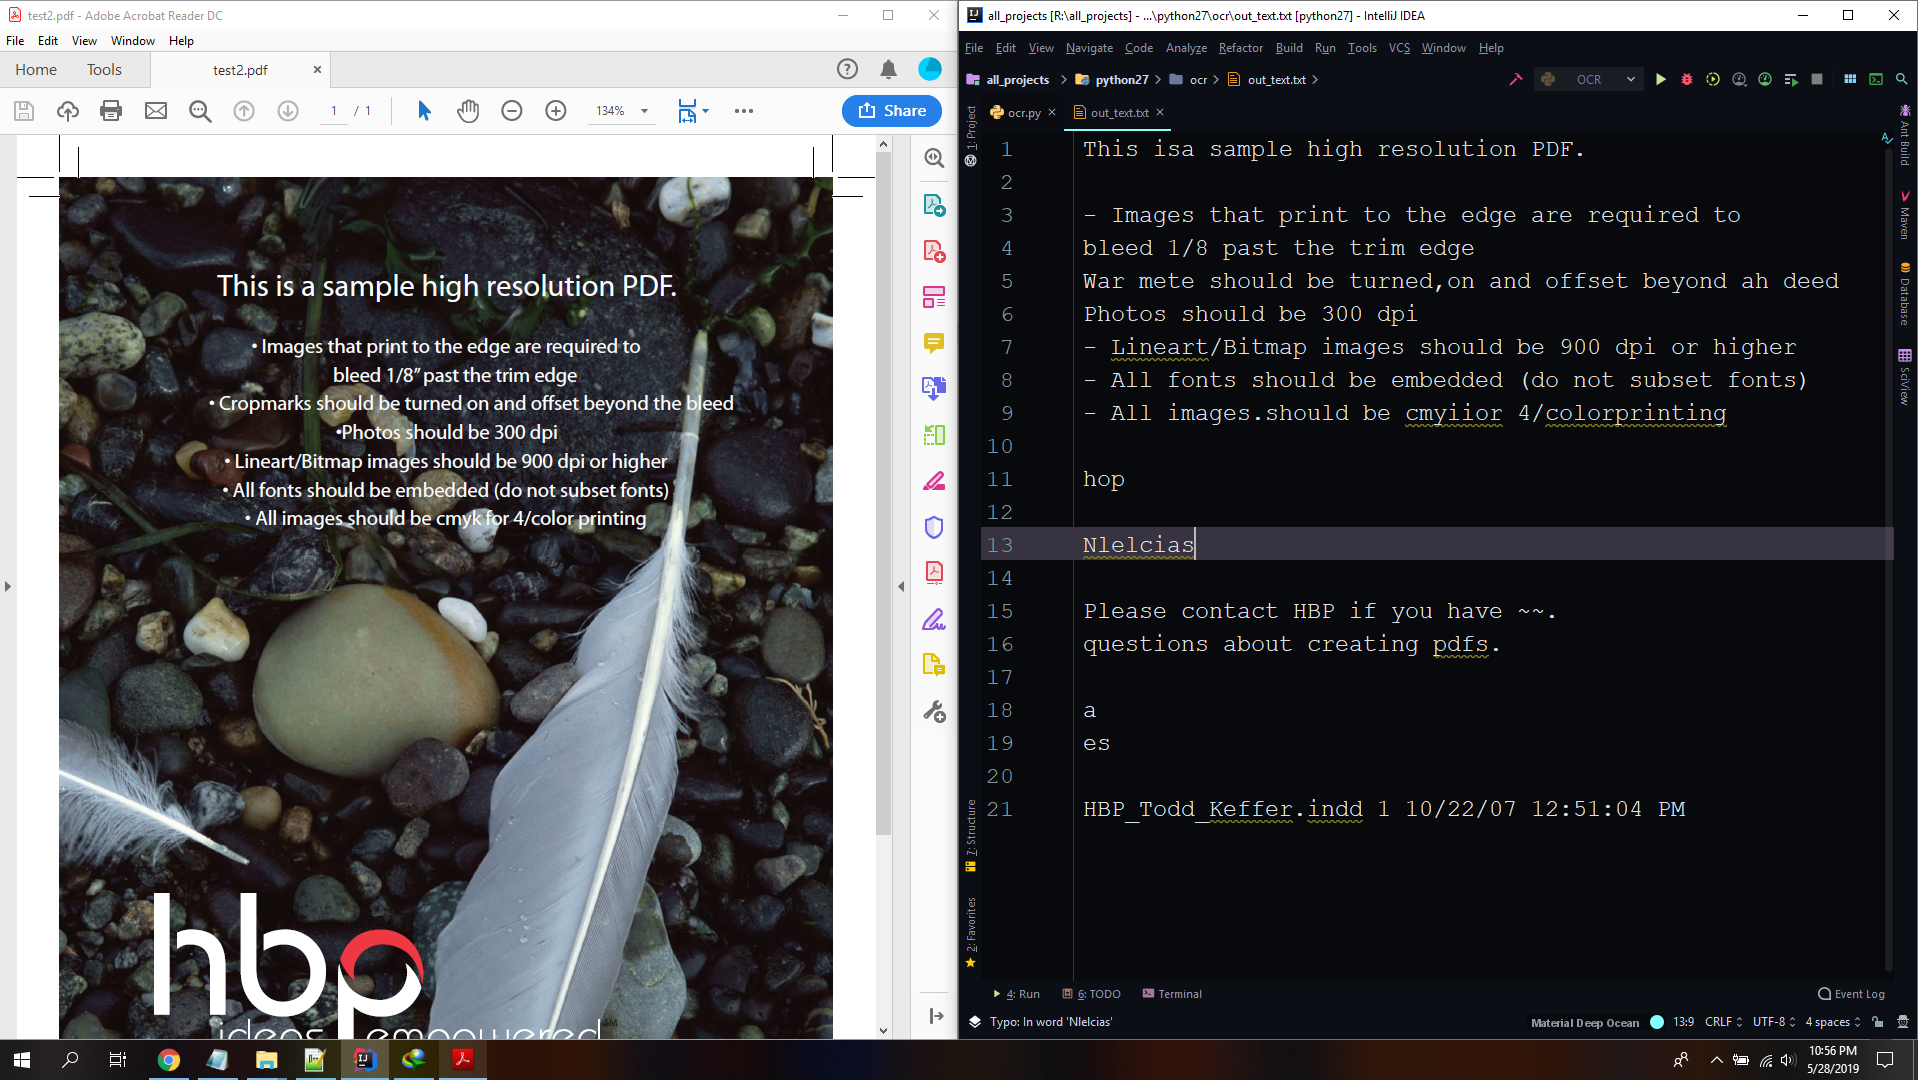 test2.pdf - Adobe Acrobat Reader DC
File Edit View Window Help
Home Tools test2.pdf ×
1 / 1 134% Share
This is a sample high resolution PDF.
• Images that print to the edge are required to
bleed 1/8” past the trim edge
• Cropmarks should be turned on and offset beyond the bleed
•Photos should be 300 dpi
• Lineart/Bitmap images should be 900 dpi or higher
• All fonts should be embedded (do not subset fonts)
• All images should be cmyk for 4/color printing
hbp
ideas empowered SM
all_projects [R:\all_projects] - ...\python27\ocr\out_text.txt [python27] - IntelliJ IDEA
File Edit View Navigate Code Analyze Refactor Build Run Tools VCS Window Help
all_projects python27 ocr out_text.txt OCR
ocr.py × out_text.txt ×
1 This isa sample high resolution PDF.
2
3 - Images that print to the edge are required to
4 bleed 1/8 past the trim edge
5 War mete should be turned,on and offset beyond ah deed
6 Photos should be 300 dpi
7 - Lineart/Bitmap images should be 900 dpi or higher
8 - All fonts should be embedded (do not subset fonts)
9 - All images.should be cmyiior 4/colorprinting
10
11 hop
12
13 Nlelcias
14
15 Please contact HBP if you have ~~.
16 questions about creating pdfs.
17
18 a
19 es
20
21 HBP_Todd_Keffer.indd 1 10/22/07 12:51:04 PM
1: Project
7: Structure
2: Favorites
Ant Build
Maven
Database
SciView
4: Run 6: TODO Terminal Event Log
Typo: In word 'Nlelcias' Material Deep Ocean 13:9 CRLF UTF-8 4 spaces
10:56 PM
5/28/2019